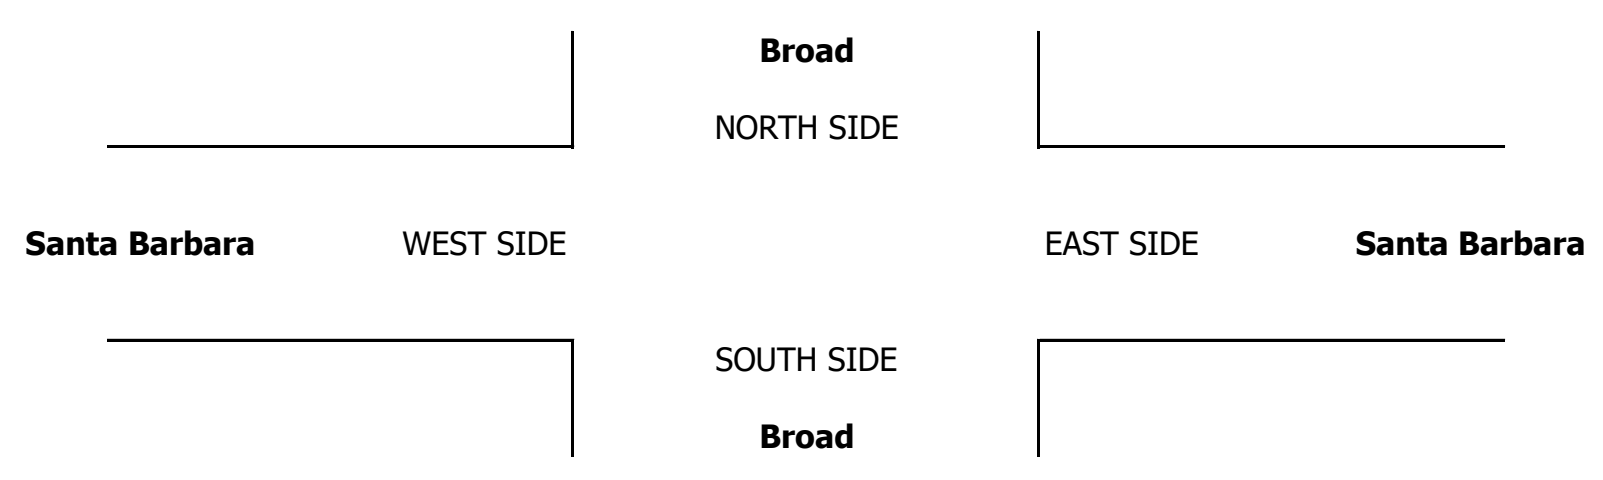 Broad
NORTH SIDE
Santa Barbara WEST SIDE EAST SIDE Santa Barbara
SOUTH SIDE
Broad